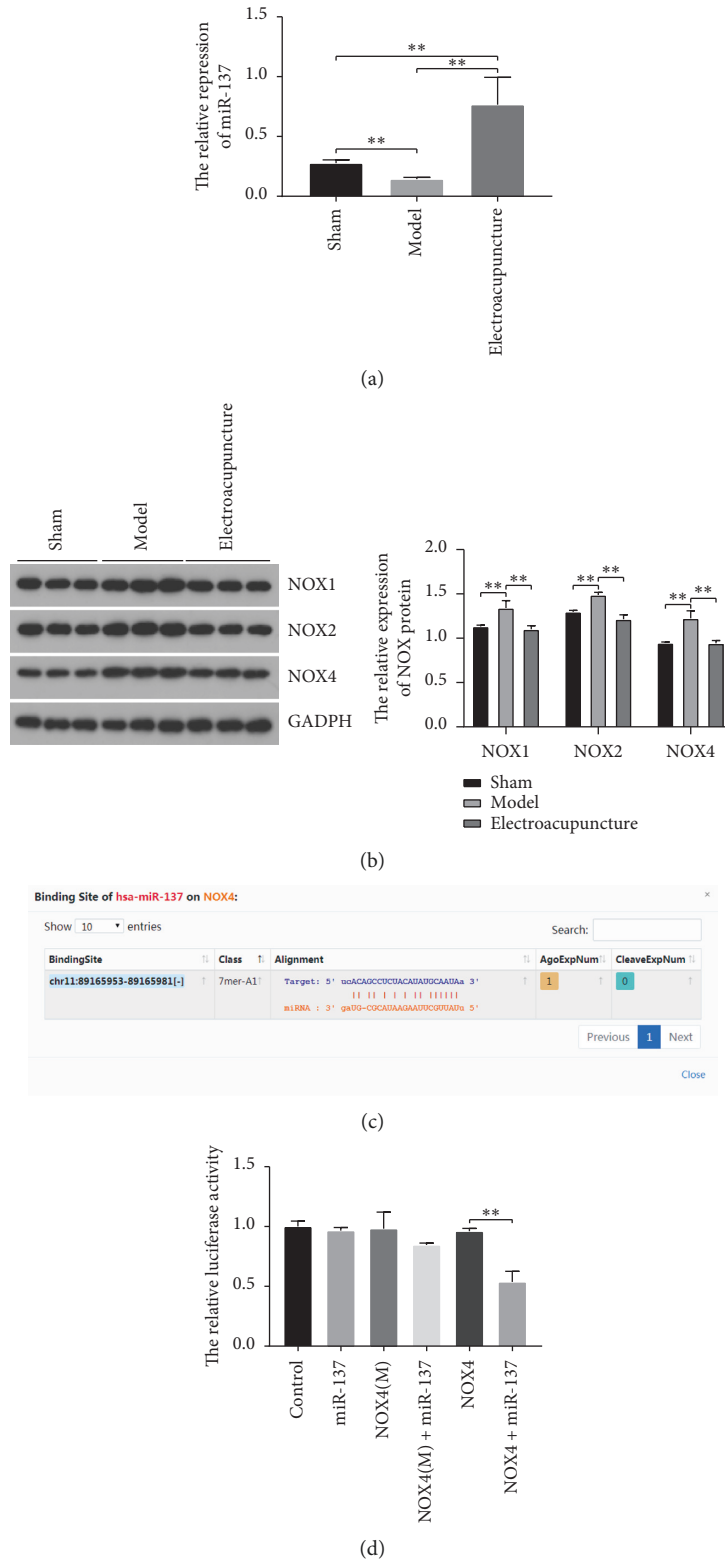 The relative repression
of miR-137
1.5
1.0
0.5
0.0
**
**
**
Sham
Model
Electroacupuncture
(a)
Sham
Model
Electroacupuncture
NOX1
NOX2
NOX4
GADPH
The relative expression
of NOX protein
2.0
1.5
1.0
0.5
0.0
** **
** **
** **
NOX1 NOX2 NOX4
Sham
Model
Electroacupuncture
(b)
Binding Site of hsa-miR-137 on NOX4: ×
Show 10 entries Search:
BindingSite Class Alignment AgoExpNum CleaveExpNum
chr11:89165953-89165981[-] 7mer-A1 Target: 5' ucACAGCCUCUACAUAUGCAAUAa 3' 1 0
|| || | | | || ||||||
miRNA : 3' gaUG-CGCAUAAGAAUUCGUUAUu 5'
Previous 1 Next
Close
(c)
The relative luciferase activity
1.5
1.0
0.5
0.0
**
Control
miR-137
NOX4(M)
NOX4(M) + miR-137
NOX4
NOX4 + miR-137
(d)